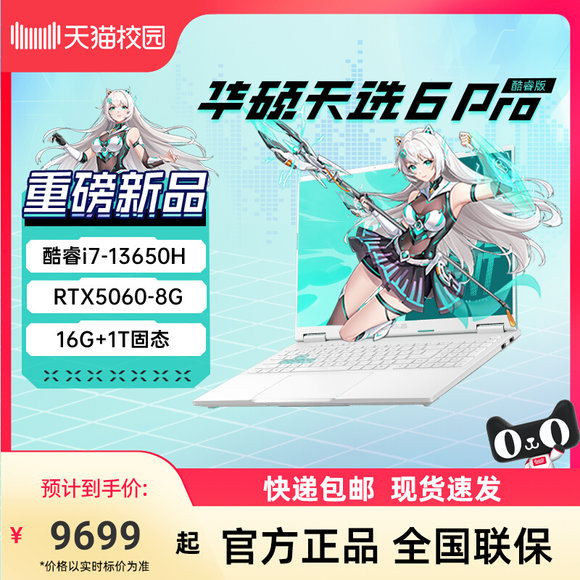 天猫校园
华硕天选6 Pro
酷睿版
重磅新品
酷睿i7-13650H
RTX5060-8G
16G+1T固态
预计到手价:
¥ 9699 起
*价格以实时标价为准
快递包邮 现货速发
官方正品 全国联保